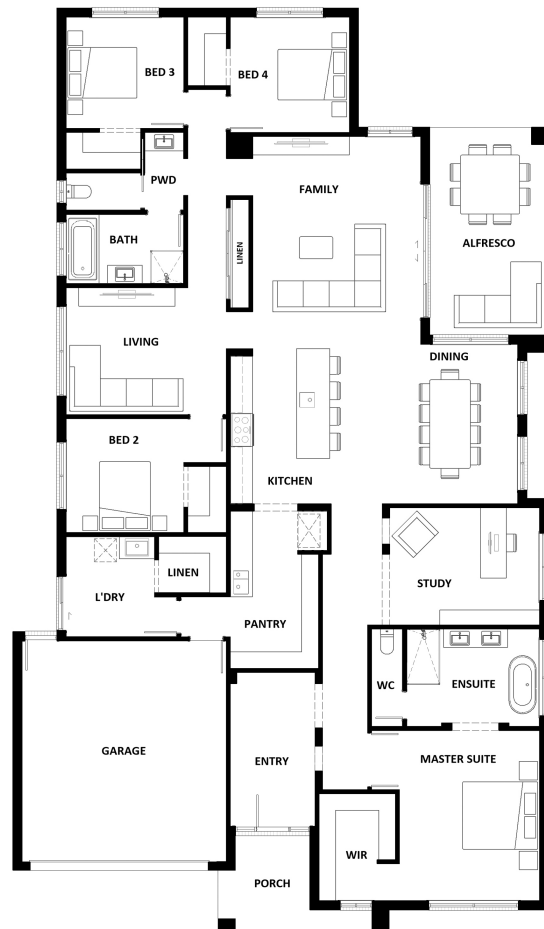 BED 3
BED 4
PWD
FAMILY
BATH
LINEN
ALFRESCO
LIVING
DINING
BED 2
KITCHEN
LINEN
L'DRY
STUDY
PANTRY
WC
ENSUITE
GARAGE
ENTRY
MASTER SUITE
WIR
PORCH